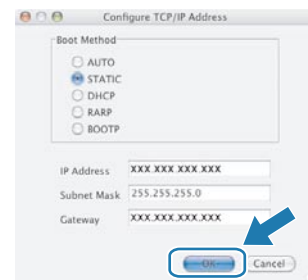 Configure TCP/IP Address
Boot Method
AUTO
STATIC
DHCP
RARP
BOOTP
IP Address XXX.XXX.XXX.XXX
Subnet Mask 255.255.255.0
Gateway XXX.XXX.XXX.XXX
OK Cancel